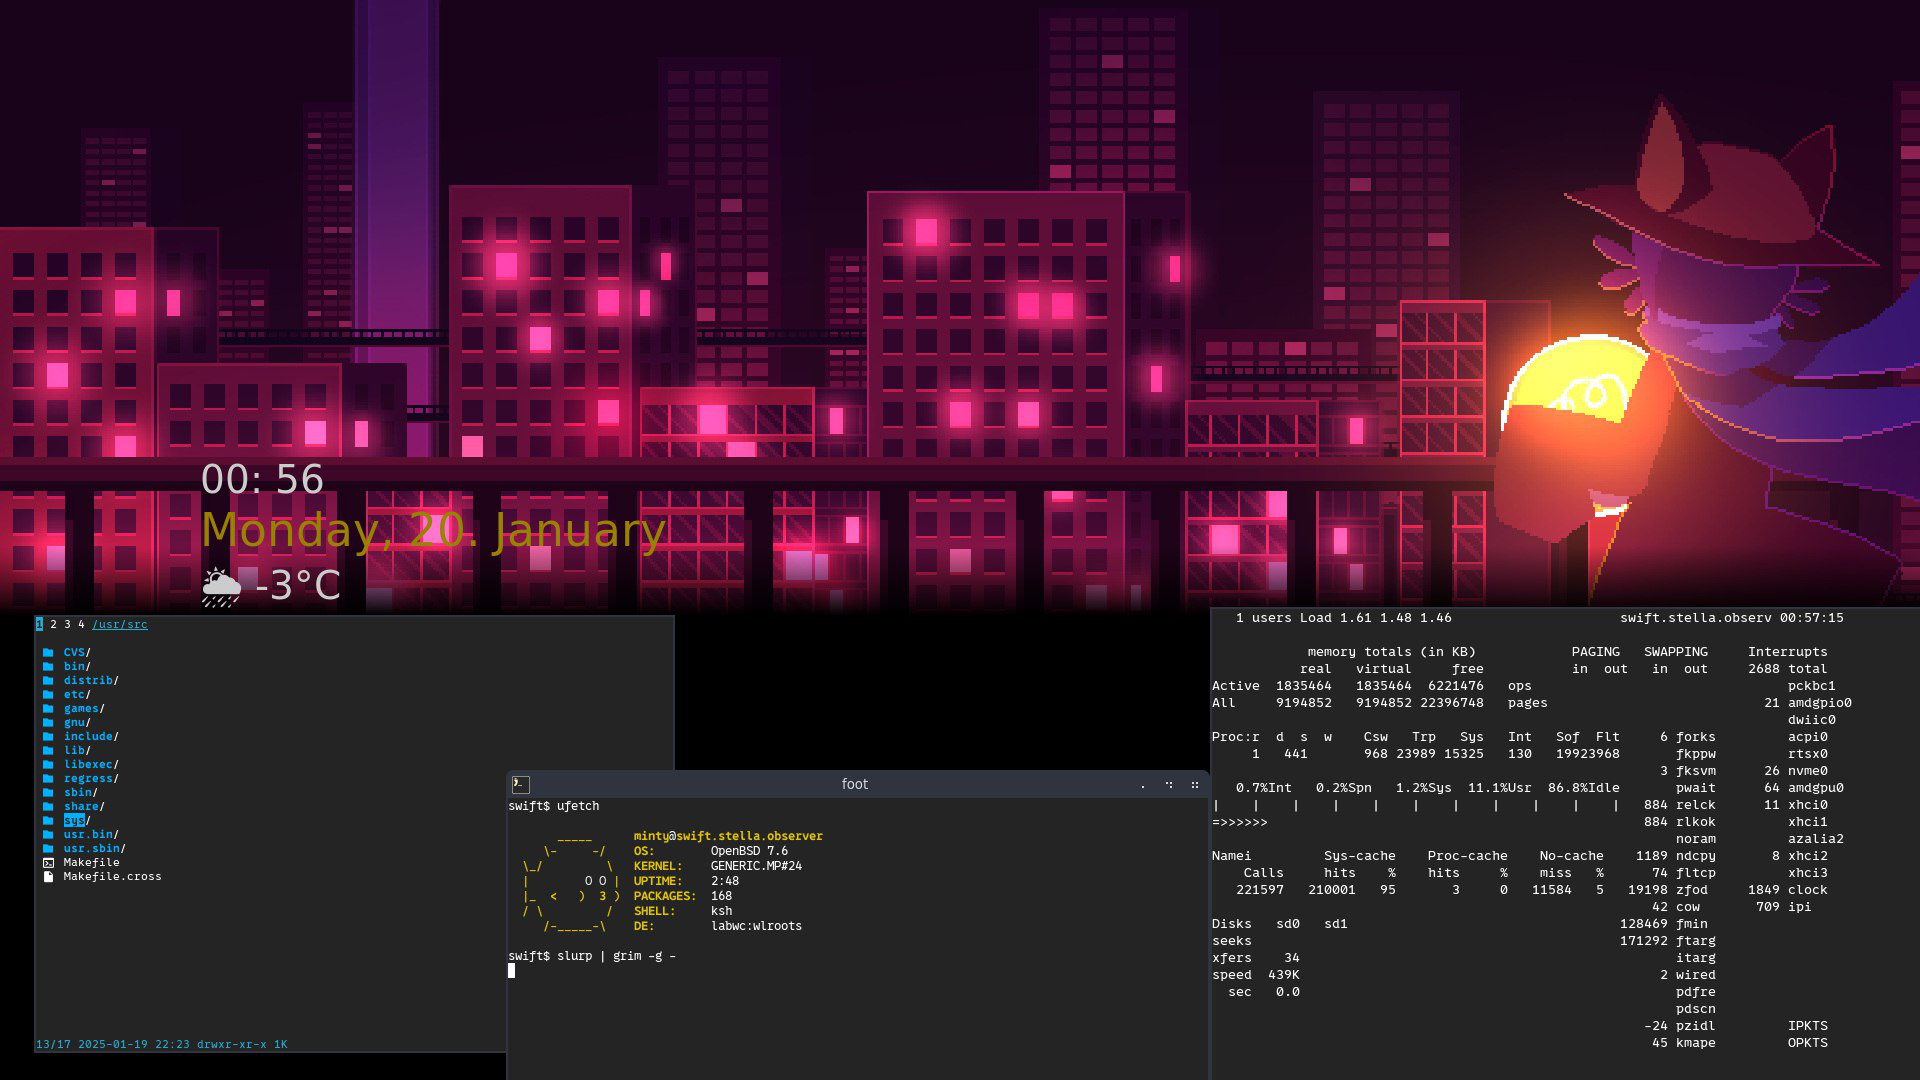 00: 56
Monday, 20. January
-3°C
1 2 3 4 /usr/src
CVS/
bin/
distrib/
etc/
games/
gnu/
include/
lib/
libexec/
regress/
sbin/
share/
sys/
usr.bin/
usr.sbin/
Makefile
Makefile.cross
13/17 2025-01-19 22:23 drwxr-xr-x 1K
foot
swift$ ufetch
_____
\- -/
\_/ \
| O O |
|_ < ) 3 )
/ \ /
/-_____-\
minty@swift.stella.observer
OS: OpenBSD 7.6
KERNEL: GENERIC.MP#24
UPTIME: 2:48
PACKAGES: 168
SHELL: ksh
DE: labwc:wlroots
swift$ slurp | grim -g -
1 users Load 1.61 1.48 1.46 swift.stella.observ 00:57:15
memory totals (in KB) PAGING SWAPPING Interrupts
real virtual free in out in out 2688 total
Active 1835464 1835464 6221476 ops pckbc1
All 9194852 9194852 22396748 pages 21 amdgpio0
dwiic0
Proc:r d s w Csw Trp Sys Int Sof Flt 6 forks acpi0
1 441 968 23989 15325 130 19923968 fkppw rtsx0
3 fksvm 26 nvme0
0.7%Int 0.2%Spn 1.2%Sys 11.1%Usr 86.8%Idle pwait 64 amdgpu0
| | | | | | | | | | | 884 relck 11 xhci0
=>>>>>> 884 rlkok xhci1
noram azalia2
Namei Sys-cache Proc-cache No-cache 1189 ndcpy 8 xhci2
Calls hits % hits % miss % 74 fltcp xhci3
221597 210001 95 3 0 11584 5 19198 zfod 1849 clock
42 cow 709 ipi
Disks sd0 sd1 128469 fmin
seeks 171292 ftarg
xfers 34 itarg
speed 439K 2 wired
sec 0.0 pdfre
pdscn
-24 pzidl IPKTS
45 kmape OPKTS